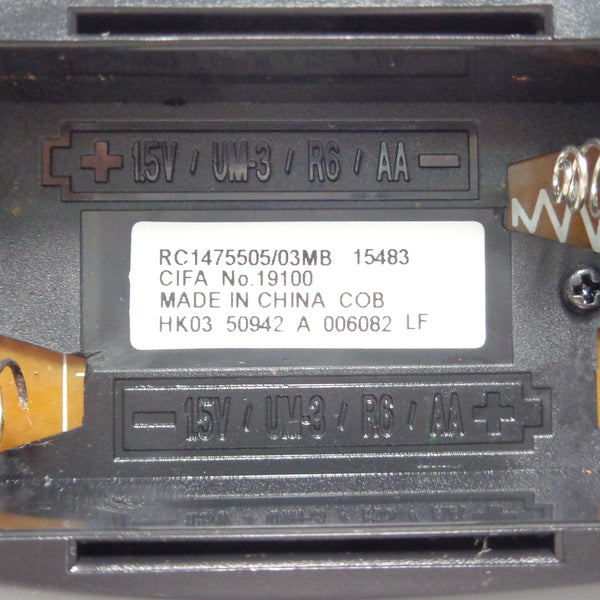 + 1.5V / UM-3 / R6 / AA −
RC1475505/03MB 15483
CIFA No.19100
MADE IN CHINA COB
HK03 50942 A 006082 LF
− 1.5V / UM-3 / R6 / AA +